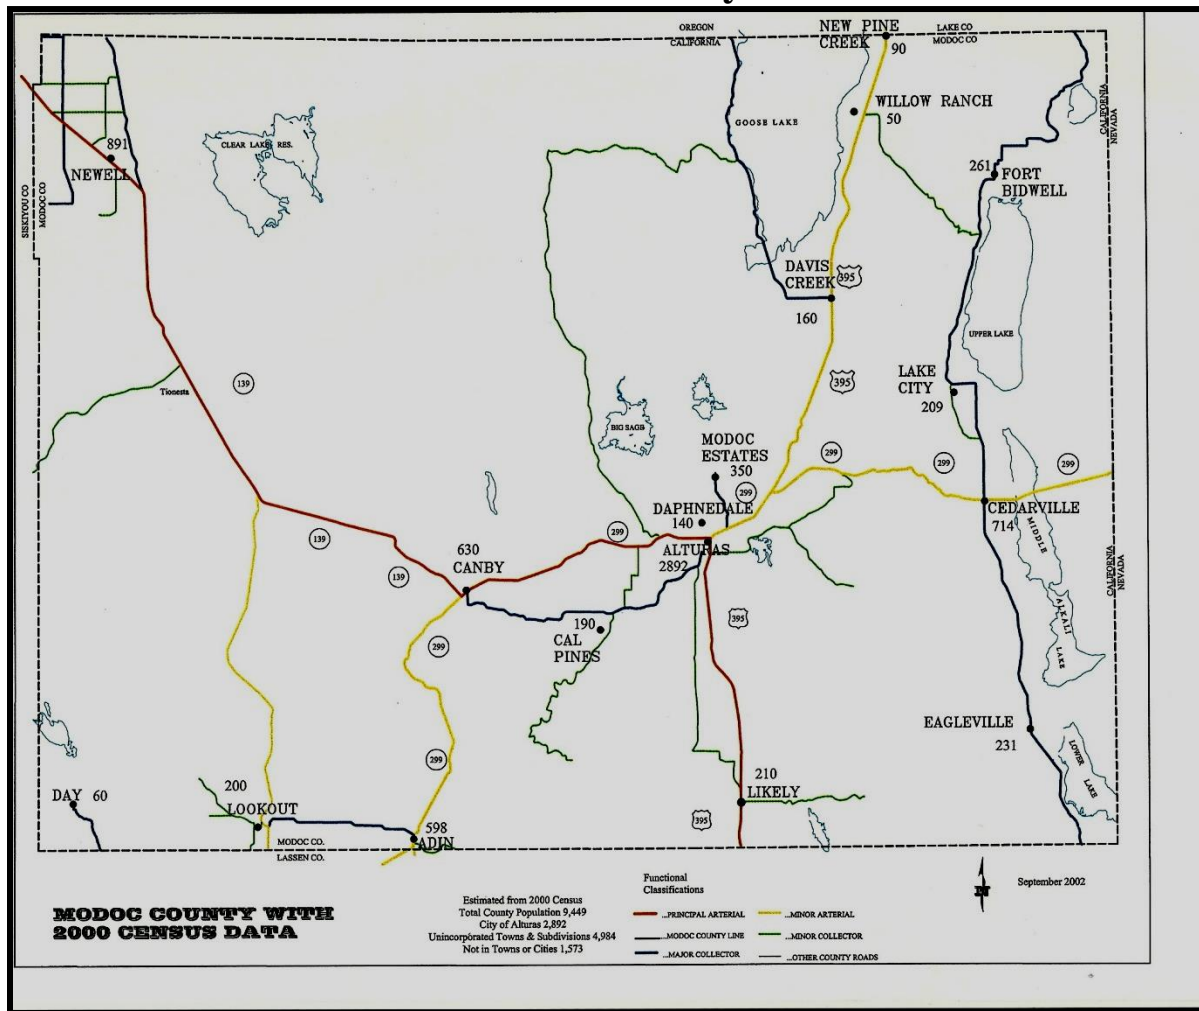 OREGON
CALIFORNIA
NEW PINE
CREEK
90
LAKE CO
MODOC CO
WILLOW RANCH
50
GOOSE LAKE
CALIFORNIA
NEVADA
891
NEWELL
CLEAR LAKE RES.
261
FORT
BIDWELL
SISKIYOU CO
MODOC CO
DAVIS
CREEK
395
160
UPPER LAKE
Tionesta
139
395
LAKE
CITY
209
BIG SAGE
MODOC
ESTATES
350
299
299
299
299
DAPHNEDALE
140
CEDARVILLE
714
299
ALTURAS
2892
139
630
CANBY
139
MIDDLE
ALKALI
LAKE
CALIFORNIA
NEVADA
190
CAL
PINES
395
299
EAGLEVILLE
231
LOWER
LAKE
299
DAY 60
200
LOOKOUT
210
LIKELY
395
598
ADIN
MODOC CO.
LASSEN CO.
N
September 2002
MODOC COUNTY WITH
2000 CENSUS DATA
Estimated from 2000 Census
Total County Population 9,449
City of Alturas 2,892
Unincorporated Towns & Subdivisions 4,984
Not in Towns or Cities 1,573
Functional
Classifications
...PRINCIPAL ARTERIAL
...MINOR ARTERIAL
...MODOC COUNTY LINE
...MINOR COLLECTOR
...MAJOR COLLECTOR
...OTHER COUNTY ROADS